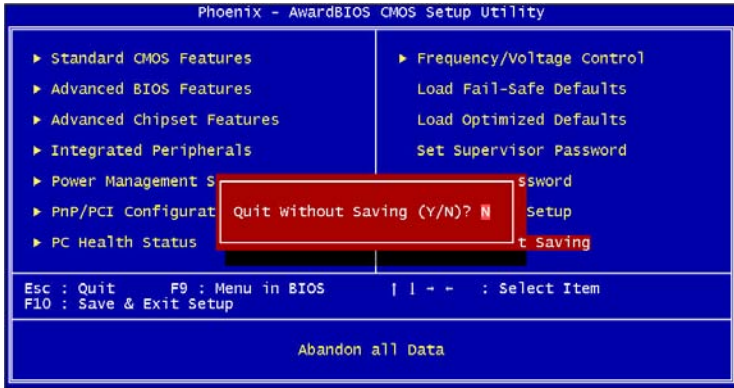 Phoenix - AwardBIOS CMOS Setup Utility
► Standard CMOS Features
► Advanced BIOS Features
► Advanced Chipset Features
► Integrated Peripherals
► Power Management S
► PnP/PCI Configurat
► PC Health Status
► Frequency/Voltage Control
Load Fail-Safe Defaults
Load Optimized Defaults
Set Supervisor Password
ssword
Setup
t Saving
Quit Without Saving (Y/N)? N
Esc : Quit F9 : Menu in BIOS ↑ ↓ → ← : Select Item
F10 : Save & Exit Setup
Abandon all Data